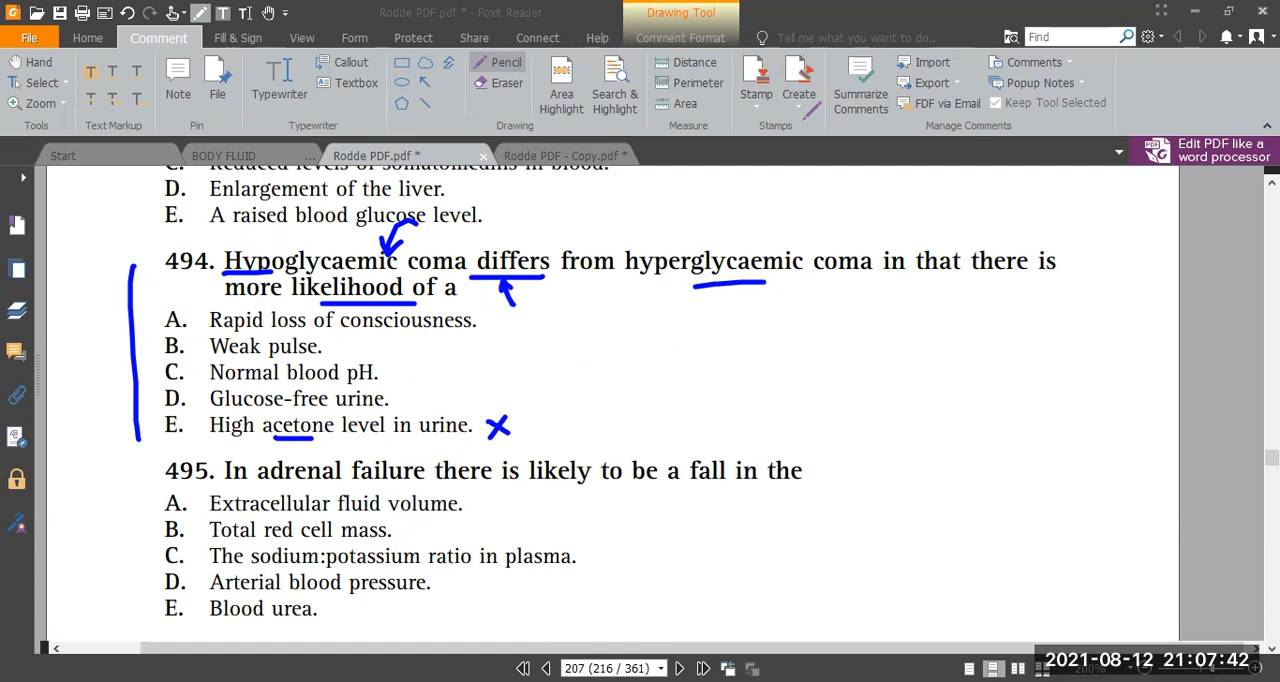 Rodde PDF.pdf * - Foxit Reader
Drawing Tool
File Home Comment Fill & Sign View Form Protect Share Connect Help Comment Format Tell me what you want to do.. Find
Hand
Select
Zoom
Tools
Text Markup
Note
File
Pin
Typewriter
Callout
Textbox
Typewriter
Pencil
Eraser
Area Highlight
Search & Highlight
Drawing
Distance
Perimeter
Area
Measure
Stamp
Create
Stamps
Summarize Comments
Import
Export
FDF via Email
Comments
Popup Notes
Keep Tool Selected
Manage Comments
Start BODY FLUID ... Rodde PDF.pdf * Rodde PDF - Copy.pdf *
Edit PDF like a word processor
C. Reduced levels of somatomedins in blood.
D. Enlargement of the liver.
E. A raised blood glucose level.
494. Hypoglycaemic coma differs from hyperglycaemic coma in that there is
more likelihood of a
A. Rapid loss of consciousness.
B. Weak pulse.
C. Normal blood pH.
D. Glucose-free urine.
E. High acetone level in urine.
495. In adrenal failure there is likely to be a fall in the
A. Extracellular fluid volume.
B. Total red cell mass.
C. The sodium:potassium ratio in plasma.
D. Arterial blood pressure.
E. Blood urea.
207 (216 / 361)
2021-08-12 21:07:42